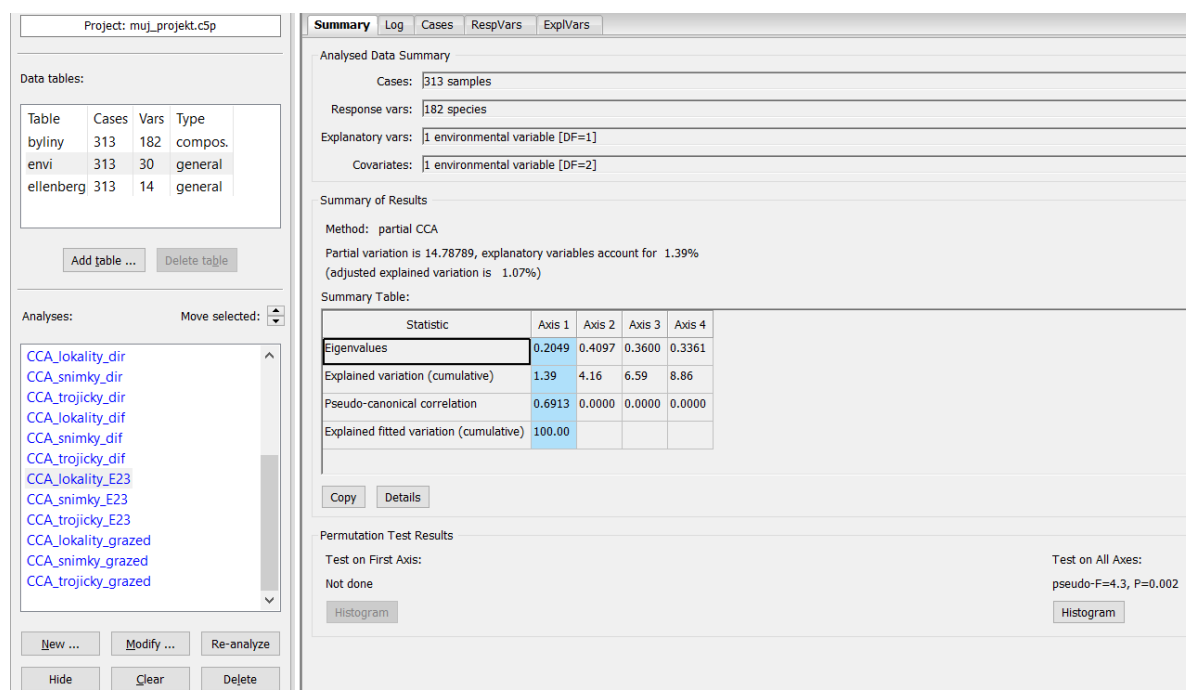 Project: muj_projekt.c5p
Data tables:
Table Cases Vars Type
byliny 313 182 compos.
envi 313 30 general
ellenberg 313 14 general
Add table ... Delete table
Analyses: Move selected:
CCA_lokality_dir
CCA_snimky_dir
CCA_trojicky_dir
CCA_lokality_dif
CCA_snimky_dif
CCA_trojicky_dif
CCA_lokality_E23
CCA_snimky_E23
CCA_trojicky_E23
CCA_lokality_grazed
CCA_snimky_grazed
CCA_trojicky_grazed
New ... Modify ... Re-analyze
Hide Clear Delete
Summary Log Cases RespVars ExplVars
Analysed Data Summary
Cases: 313 samples
Response vars: 182 species
Explanatory vars: 1 environmental variable [DF=1]
Covariates: 1 environmental variable [DF=2]
Summary of Results
Method: partial CCA
Partial variation is 14.78789, explanatory variables account for 1.39%
(adjusted explained variation is 1.07%)
Summary Table:
Statistic Axis 1 Axis 2 Axis 3 Axis 4
Eigenvalues 0.2049 0.4097 0.3600 0.3361
Explained variation (cumulative) 1.39 4.16 6.59 8.86
Pseudo-canonical correlation 0.6913 0.0000 0.0000 0.0000
Explained fitted variation (cumulative) 100.00
Copy Details
Permutation Test Results
Test on First Axis: Test on All Axes:
Not done pseudo-F=4.3, P=0.002
Histogram Histogram